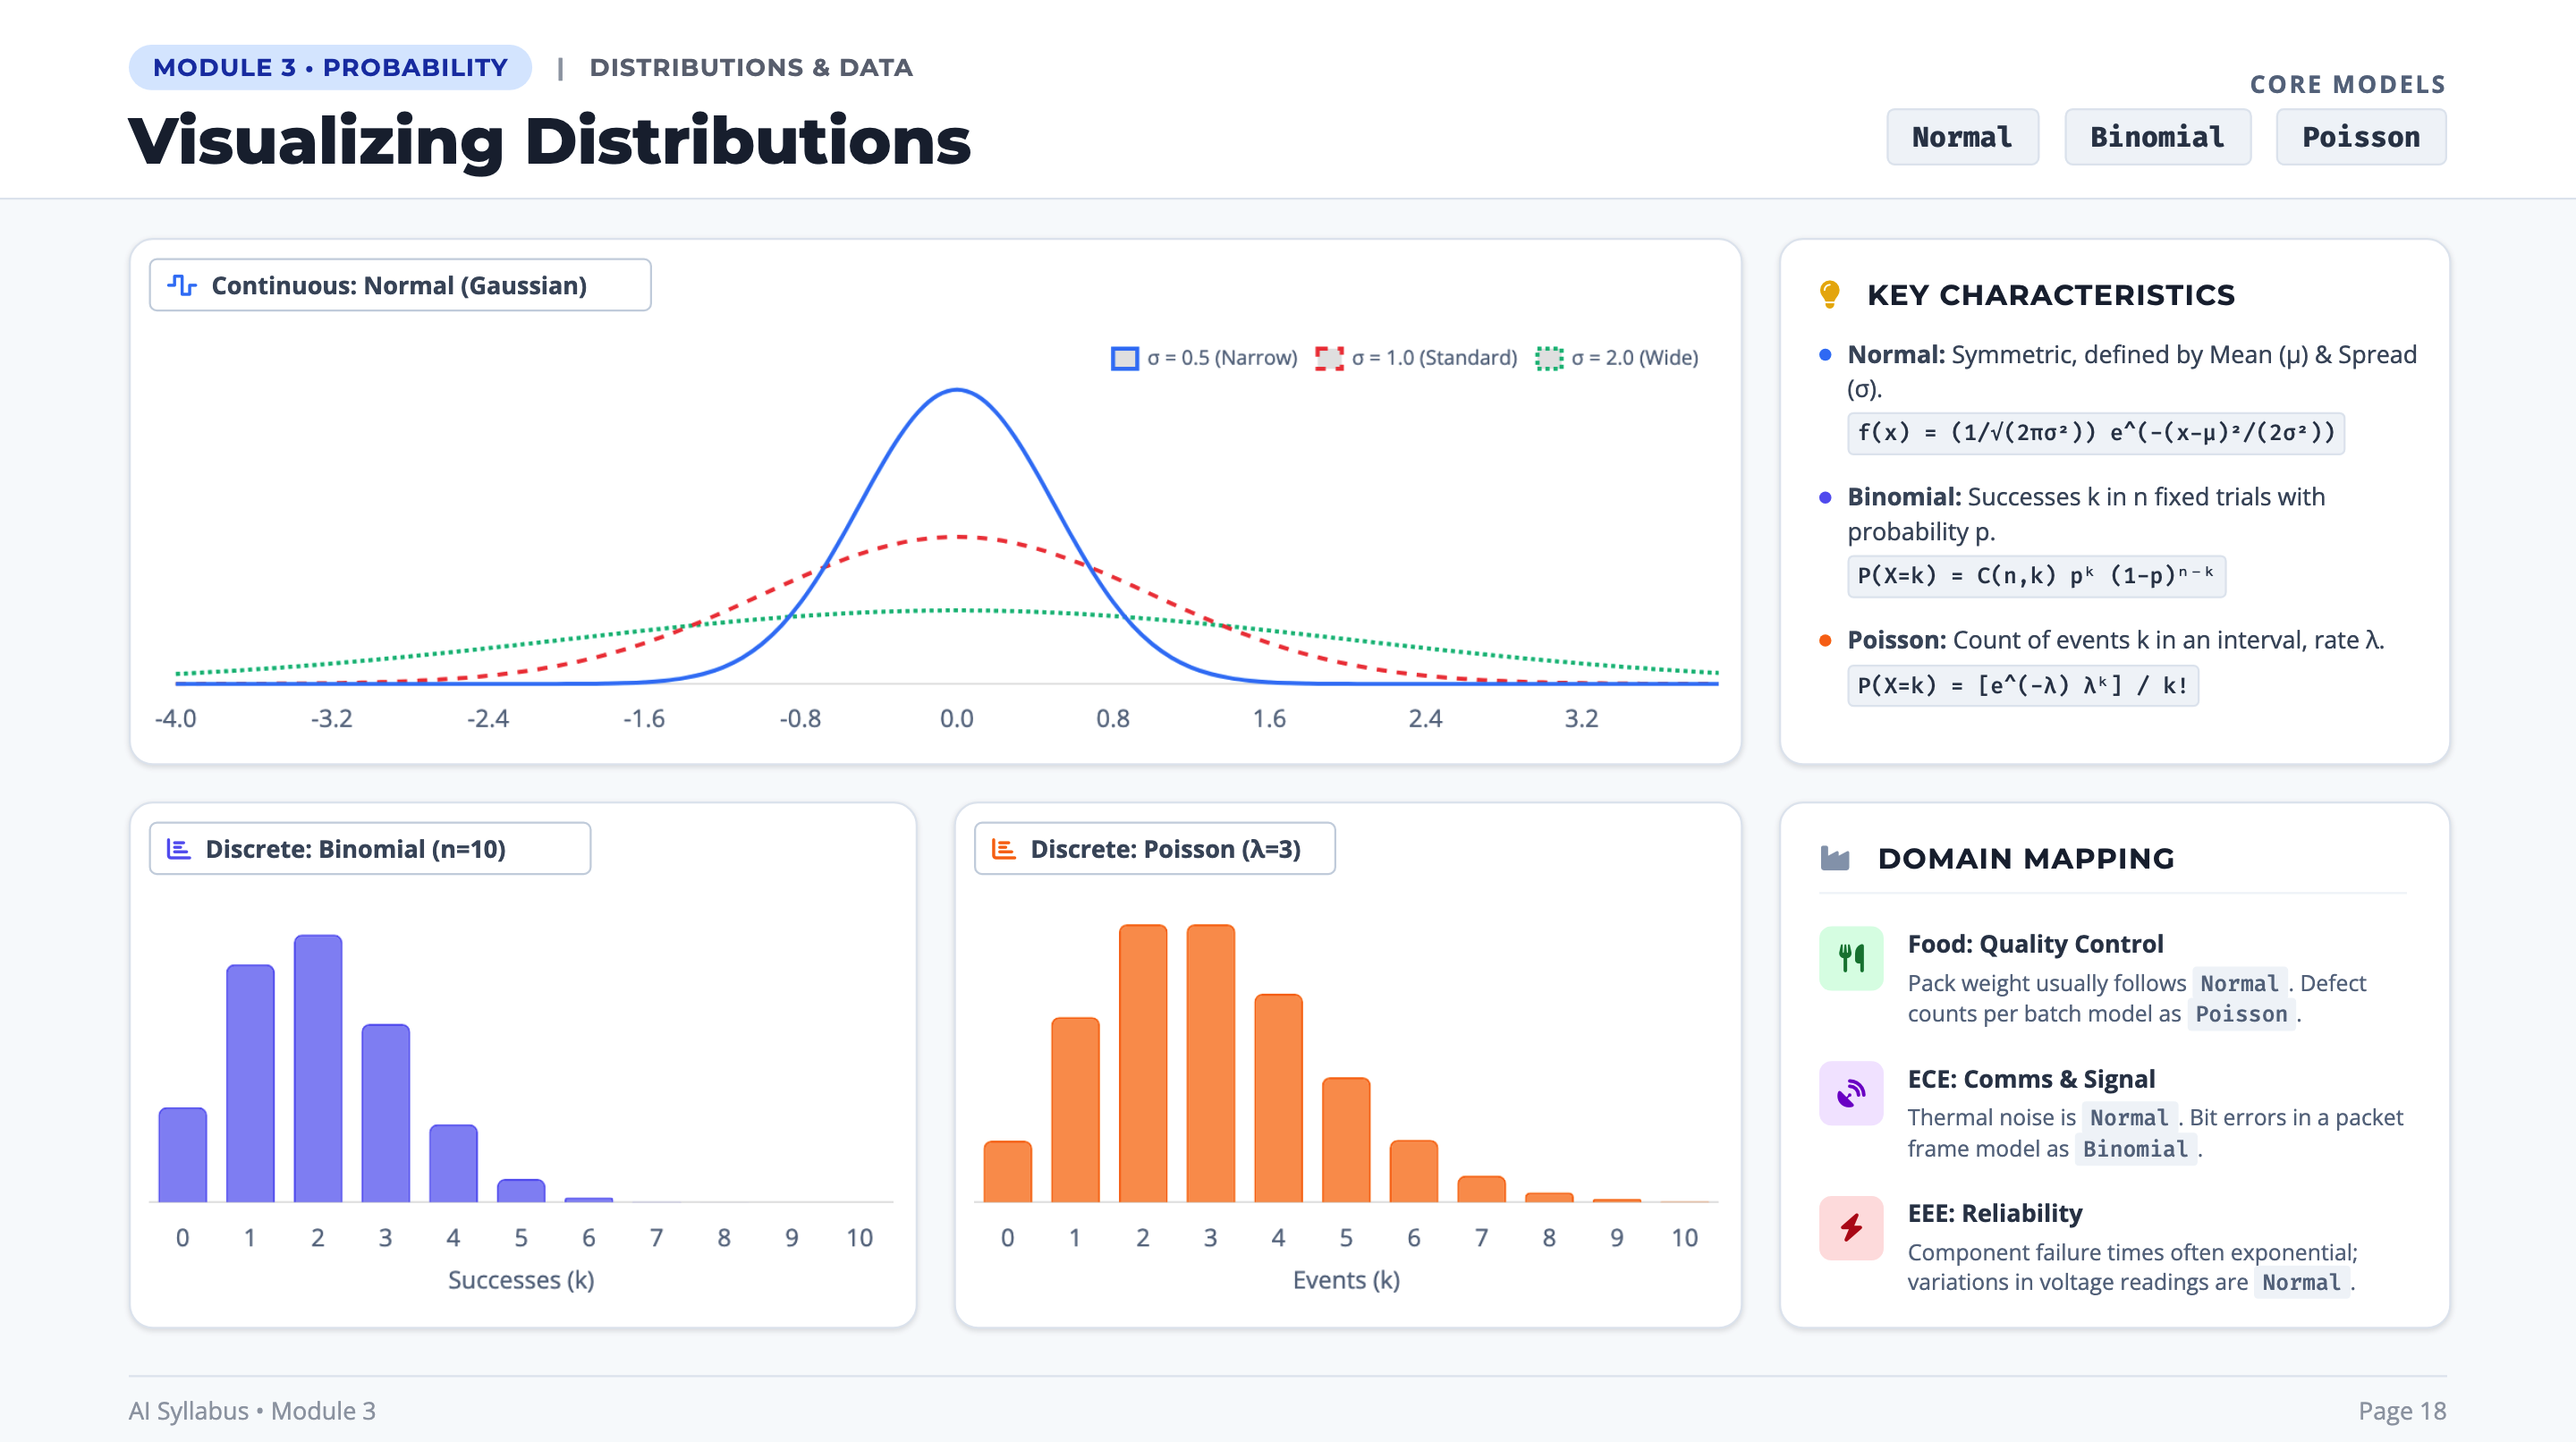 MODULE 3 • PROBABILITY | DISTRIBUTIONS & DATA
Visualizing Distributions
CORE MODELS
Normal Binomial Poisson
Continuous: Normal (Gaussian)
σ = 0.5 (Narrow) σ = 1.0 (Standard) σ = 2.0 (Wide)
-4.0 -3.2 -2.4 -1.6 -0.8 0.0 0.8 1.6 2.4 3.2
KEY CHARACTERISTICS
Normal: Symmetric, defined by Mean (μ) & Spread
(σ).
f(x) = (1/√(2πσ²)) e^(−(x−μ)²/(2σ²))
Binomial: Successes k in n fixed trials with
probability p.
P(X=k) = C(n,k) pᵏ (1−p)ⁿ⁻ᵏ
Poisson: Count of events k in an interval, rate λ.
P(X=k) = [e^(−λ) λᵏ] / k!
Discrete: Binomial (n=10)
0 1 2 3 4 5 6 7 8 9 10
Successes (k)
Discrete: Poisson (λ=3)
0 1 2 3 4 5 6 7 8 9 10
Events (k)
DOMAIN MAPPING
Food: Quality Control
Pack weight usually follows Normal . Defect
counts per batch model as Poisson .
ECE: Comms & Signal
Thermal noise is Normal . Bit errors in a packet
frame model as Binomial .
EEE: Reliability
Component failure times often exponential;
variations in voltage readings are Normal .
AI Syllabus • Module 3
Page 18